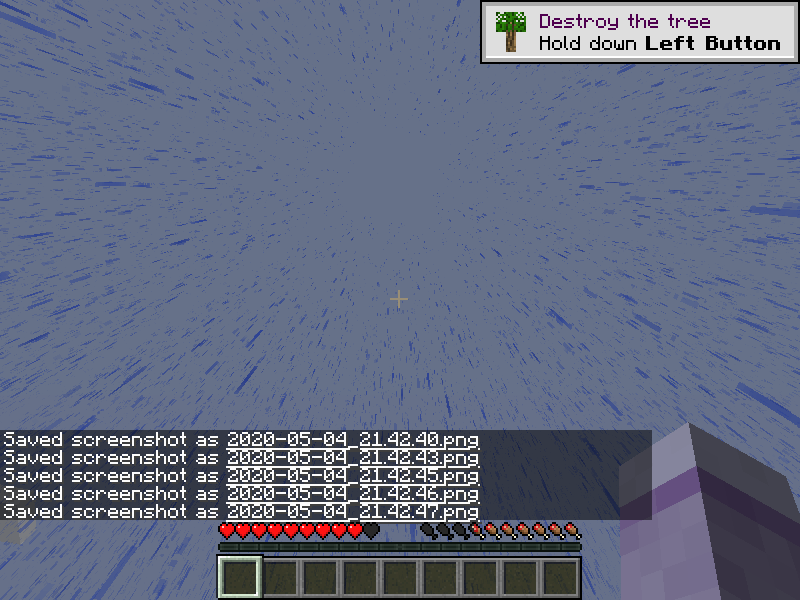 Destroy the tree
Hold down Left Button
Saved screenshot as 2020-05-04_21.42.40.png
Saved screenshot as 2020-05-04_21.42.43.png
Saved screenshot as 2020-05-04_21.42.45.png
Saved screenshot as 2020-05-04_21.42.46.png
Saved screenshot as 2020-05-04_21.42.47.png